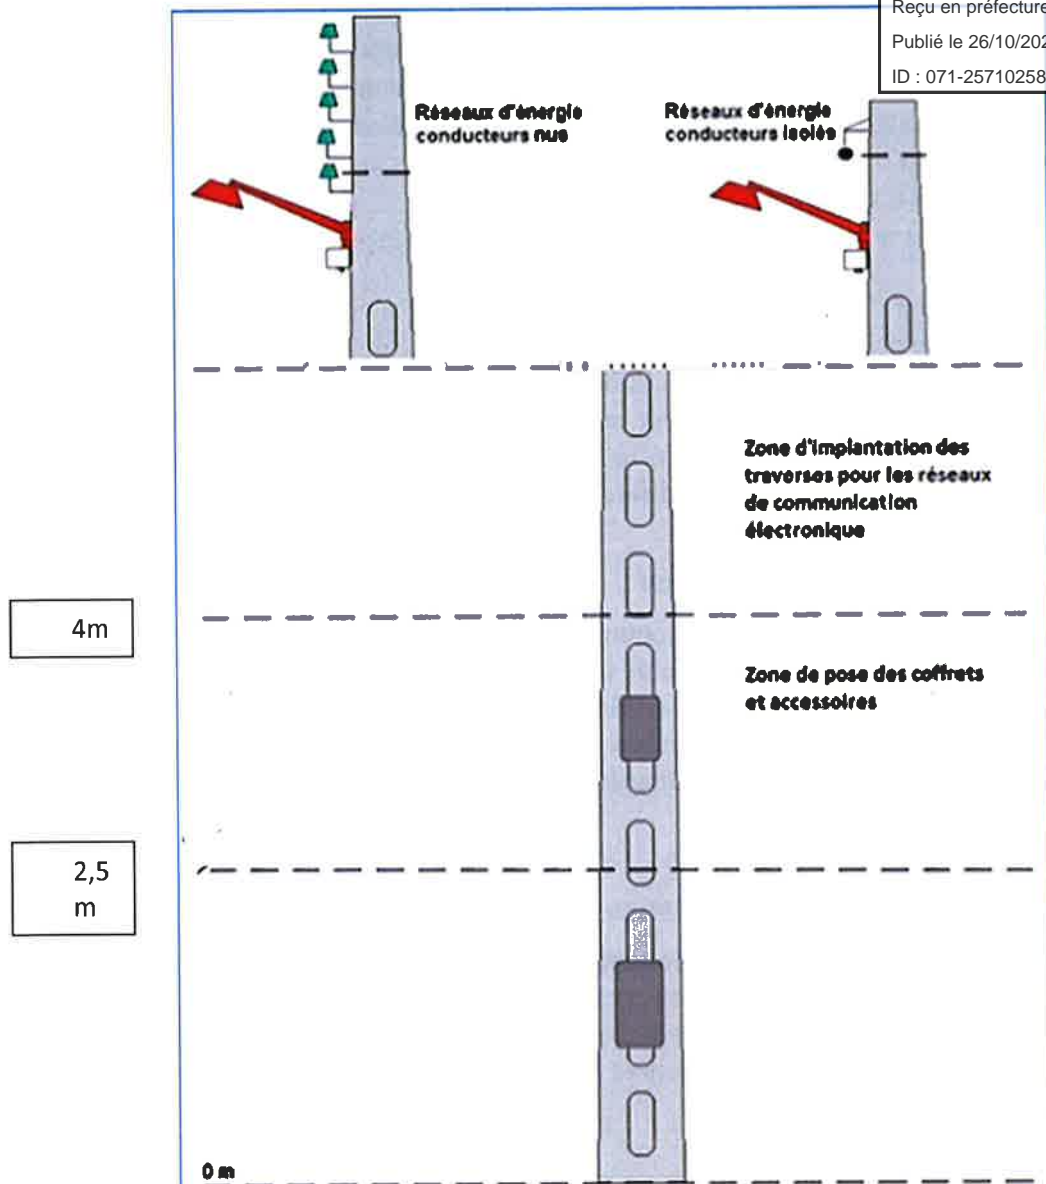 Reçu en préfecture
Publié le 26/10/202
ID : 071-25710258
Réseaux d'énergie
conducteurs nus
Réseaux d'énergie
conducteurs isolés
Zone d'implantation des
traverses pour les réseaux
de communication
électronique
4m
Zone de pose des coffrets
et accessoires
2,5
m
0 m